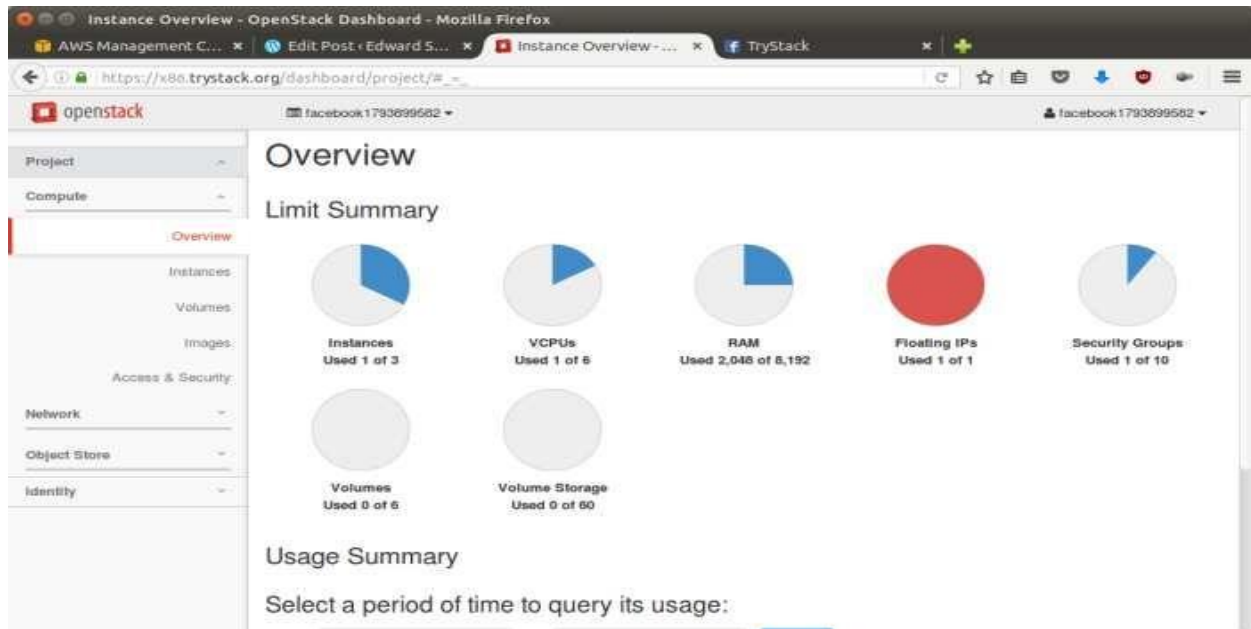 Instance Overview - OpenStack Dashboard - Mozilla Firefox
AWS Management C... × Edit Post ‹ Edward S... × Instance Overview - ... × TryStack ×
https://x86.trystack.org/dashboard/project/#_=_
openstack
facebook1793899582
facebook1793899582
Project
Compute
Overview
Instances
Volumes
Images
Access & Security
Network
Object Store
Identity
Overview
Limit Summary
Instances
Used 1 of 3
VCPUs
Used 1 of 6
RAM
Used 2,048 of 8,192
Floating IPs
Used 1 of 1
Security Groups
Used 1 of 10
Volumes
Used 0 of 6
Volume Storage
Used 0 of 60
Usage Summary
Select a period of time to query its usage: